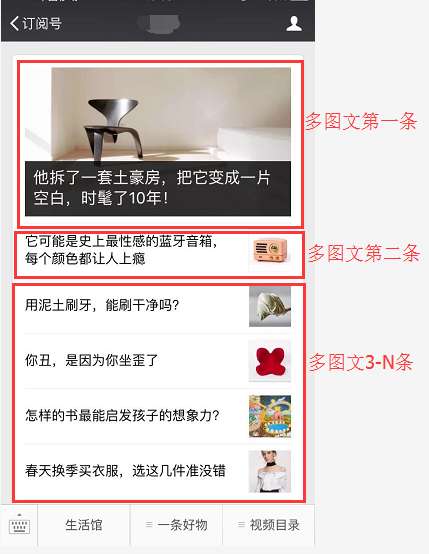 订阅号
他拆了一套土豪房，把它变成一片
空白，时髦了10年！
多图文第一条
它可能是史上最性感的蓝牙音箱，
每个颜色都让人上瘾
多图文第二条
用泥土刷牙，能刷干净吗？
你丑，是因为你坐歪了
多图文3-N条
怎样的书最能启发孩子的想象力？
春天换季买衣服，选这几件准没错
生活馆
一条好物
视频目录